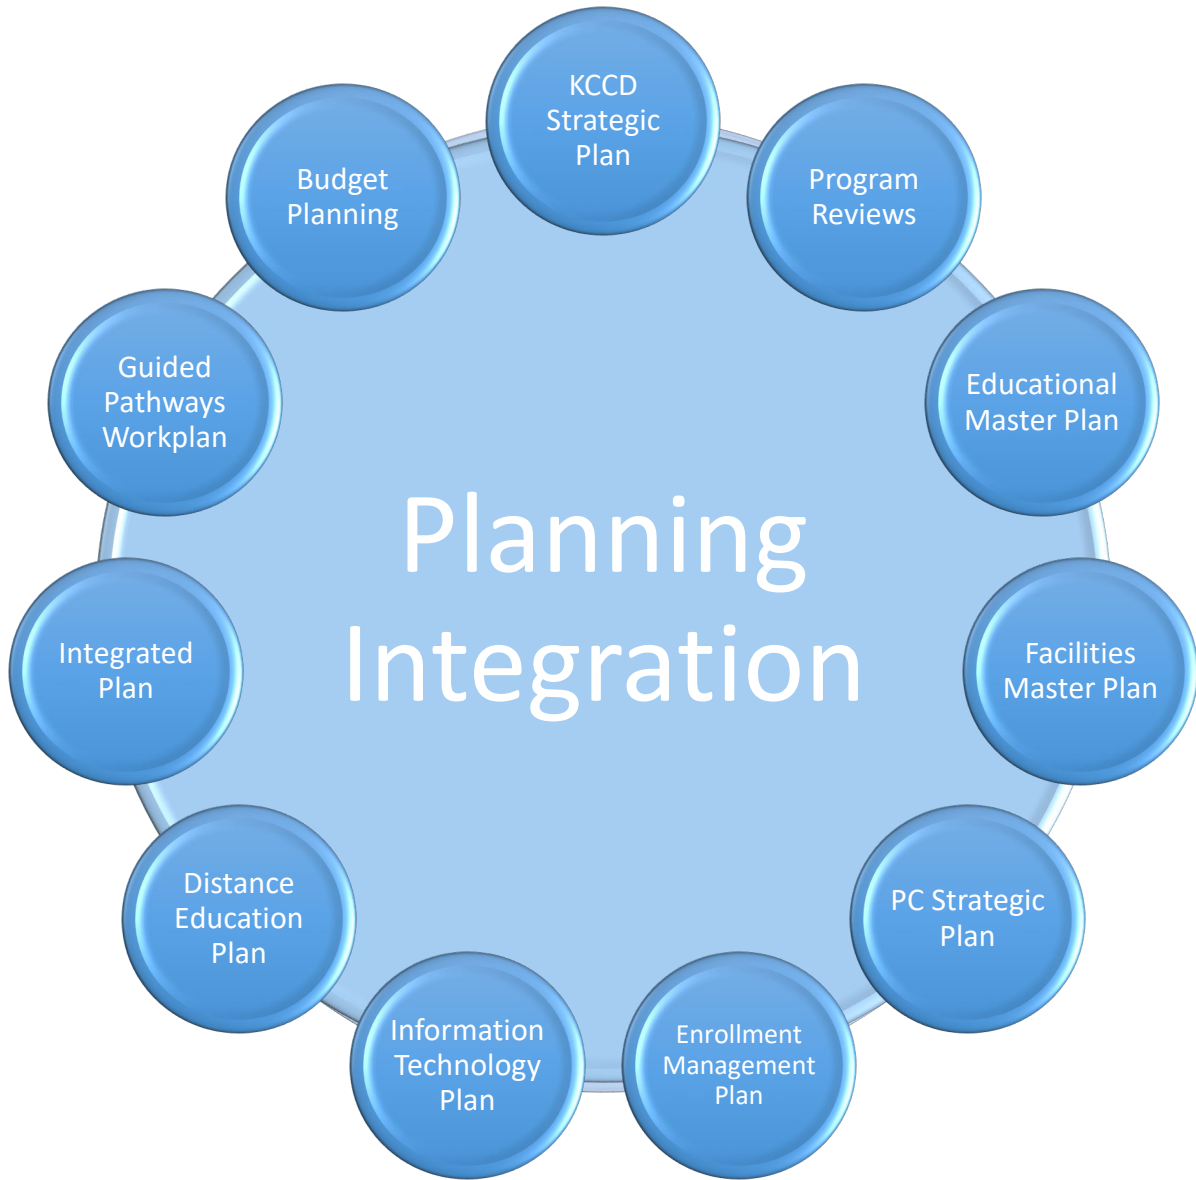 KCCD
Strategic
Plan
Program
Reviews
Educational
Master Plan
Facilities
Master Plan
PC Strategic
Plan
Enrollment
Management
Plan
Information
Technology
Plan
Distance
Education
Plan
Integrated
Plan
Guided
Pathways
Workplan
Budget
Planning
Planning
Integration